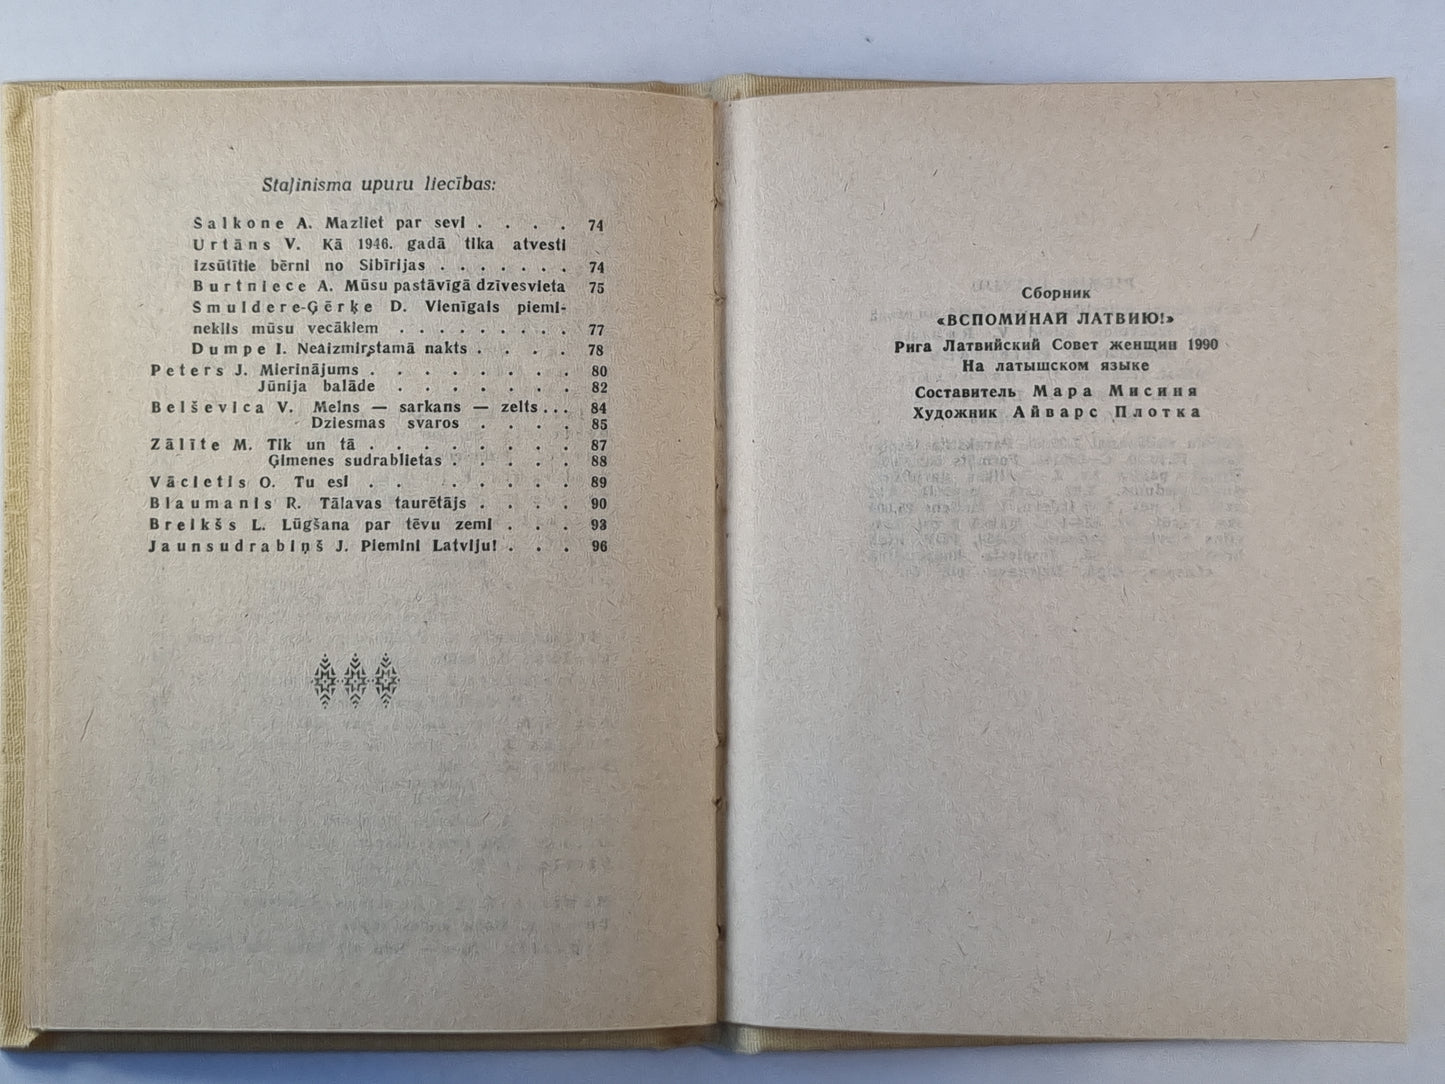 Staļinisma upuru liecības:
Salkone A. Mazliet par sevi . . . . 74
Urtāns V. Kā 1946. gadā tika atvesti
izsūtītie bērni no Sibīrijas . . . . . . . 74
Burtniece A. Mūsu pastāvīgā dzīvesvieta 75
Šmuldere-Ģērķe D. Vienīgais piemi-
neklis mūsu vecākiem . . . . . . . . . 77
Dumpe I. Neaizmirstamā nakts . . . . 78
Peters J. Mierinājums . . . . . . . 80
Jūnija balāde . . . . . . 82
Belševica V. Melns — sarkans — zelts . . . 84
Dziesmas svaros . . . . 85
Zālīte M. Tik un tā . . . . . . . 87
Ģimenes sudrablietas . . . . 88
Vācietis O. Tu esi . . . . . . . 89
Blaumanis R. Tālavas taurētājs . . . . 90
Breikšs L. Lūgšana par tēvu zemi . . . 93
Jaunsudrabiņš J. Piemini Latviju! . . . 96
Сборник
«ВСПОМИНАЙ ЛАТВИЮ!»
Рига Латвийский Совет женщин 1990
На латышском языке
Составитель Мара Мисиня
Художник Айварс Плотка